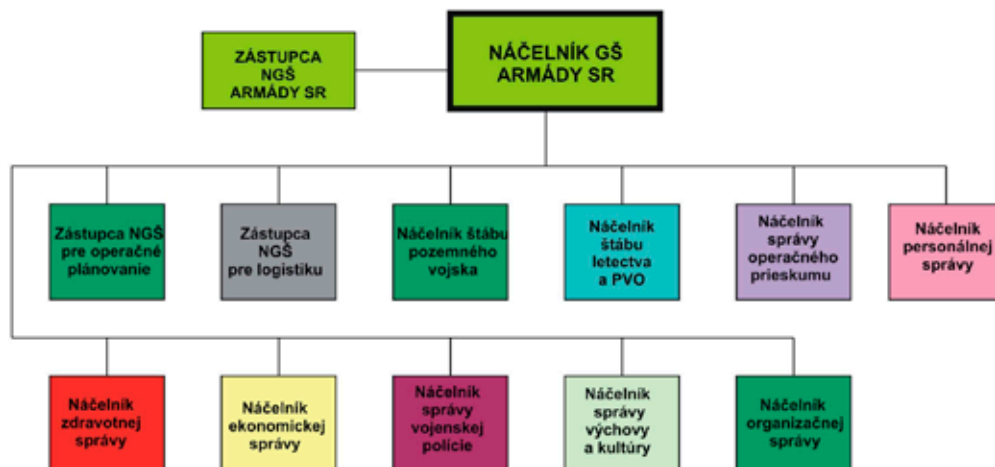 ZÁSTUPCA
NGŠ
ARMÁDY SR
NÁČELNÍK GŠ
ARMÁDY SR
Zástupca NGŠ
pre operačné
plánovanie
Zástupca
NGŠ
pre logistiku
Náčelník štábu
pozemného
vojska
Náčelník
štábu
letectva
a PVO
Náčelník
správy
operačného
prieskumu
Náčelník
personálnej
správy
Náčelník
zdravotnej
správy
Náčelník
ekonomickej
správy
Náčelník
správy
vojenskej
polície
Náčelník
správy
výchovy
a kultúry
Náčelník
organizačnej
správy